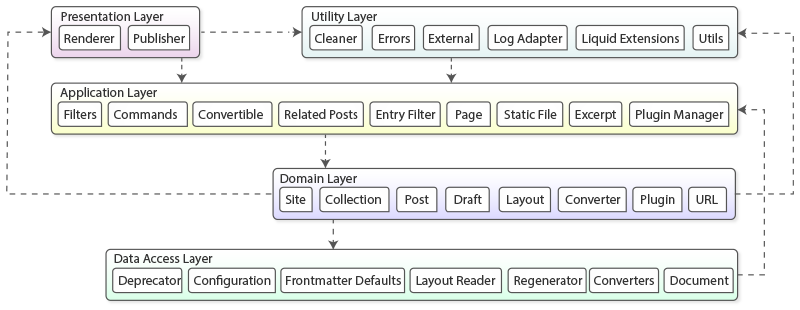 Presentation Layer
Renderer Publisher
Utility Layer
Cleaner Errors External Log Adapter Liquid Extensions Utils
Application Layer
Filters Commands Convertible Related Posts Entry Filter Page Static File Excerpt Plugin Manager
Domain Layer
Site Collection Post Draft Layout Converter Plugin URL
Data Access Layer
Deprecator Configuration Frontmatter Defaults Layout Reader Regenerator Converters Document